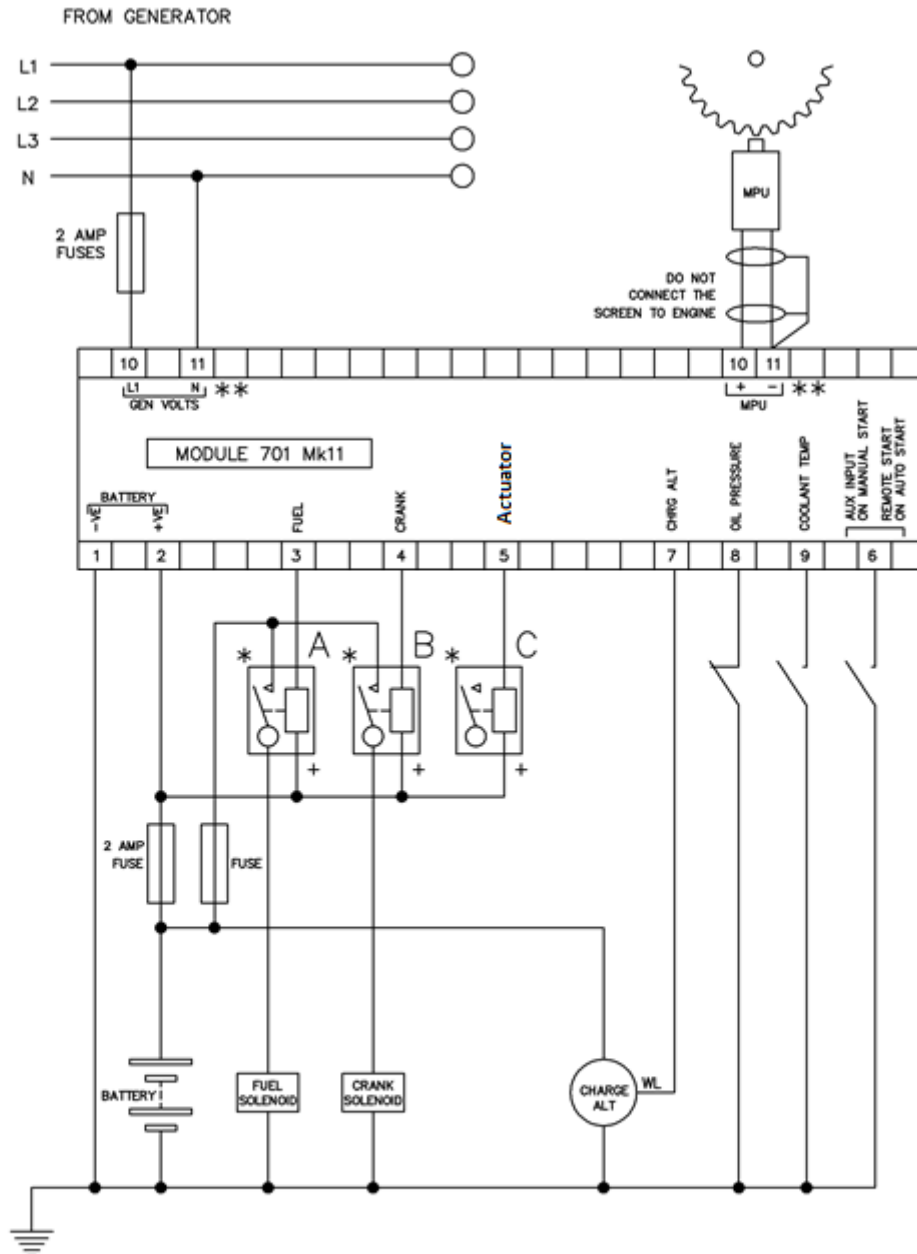 FROM GENERATOR
L1
L2
L3
N
2 AMP
FUSES
MPU
DO NOT
CONNECT THE
SCREEN TO ENGINE
10
11
10
11
L1
N
**
GEN VOLTS
+
-
**
MPU
MODULE 701 Mk11
BATTERY
-VE
+VE
FUEL
CRANK
Actuator
CHRG ALT
OIL PRESSURE
COOLANT TEMP
AUX INPUT
ON MANUAL START
REMOTE START
ON AUTO START
1
2
3
4
5
7
8
9
6
*
A
*
B
*
C
+
+
+
2 AMP
FUSE
FUSE
BATTERY
FUEL
SOLENOID
CRANK
SOLENOID
CHARGE
ALT
WL